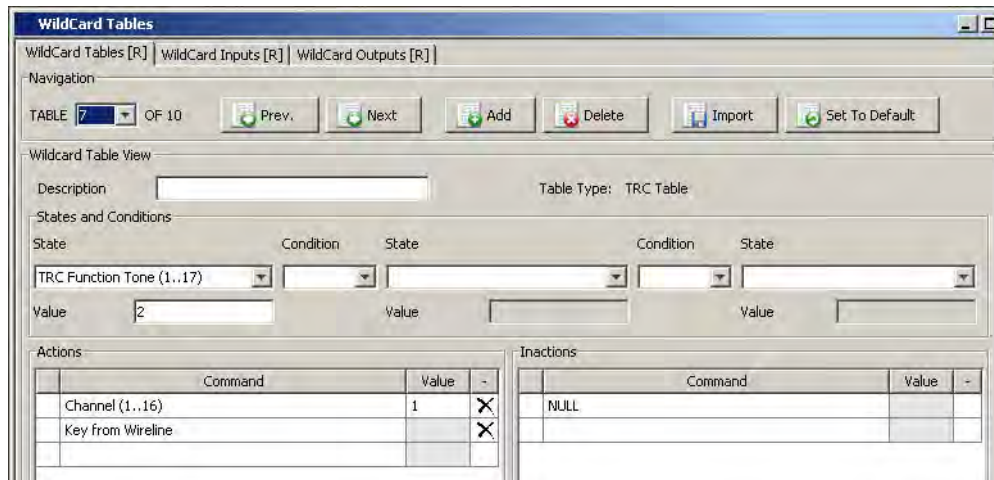 WildCard Tables
WildCard Tables [R] WildCard Inputs [R] WildCard Outputs [R]
Navigation
TABLE 7 OF 10 Prev. Next Add Delete Import Set To Default
Wildcard Table View
Description Table Type: TRC Table
States and Conditions
State Condition State Condition State
TRC Function Tone (1..17)
Value 2 Value Value
Actions Inactions
Command Value - Command Value -
Channel (1..16) 1 X NULL
Key from Wireline X